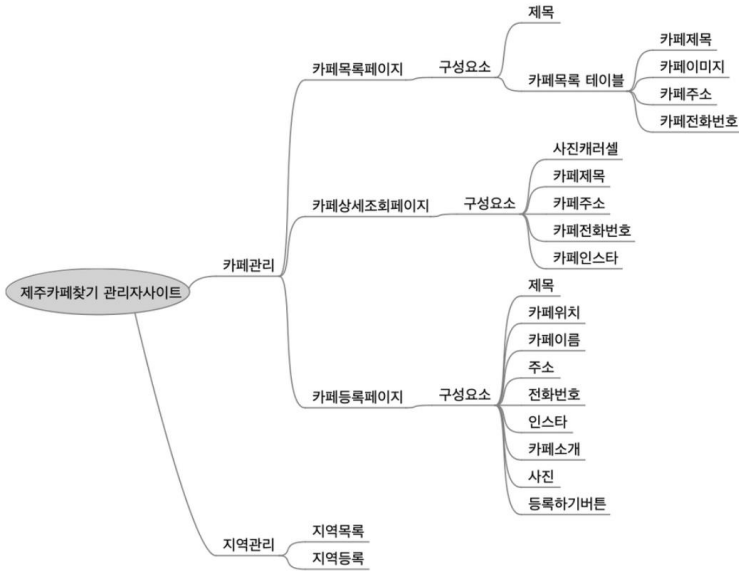 제주카페찾기 관리자사이트
카페관리
카페목록페이지
구성요소
제목
카페목록 테이블
카페제목
카페이미지
카페주소
카페전화번호
카페상세조회페이지
구성요소
사진캐러셀
카페제목
카페주소
카페전화번호
카페인스타
카페등록페이지
구성요소
제목
카페위치
카페이름
주소
전화번호
인스타
카페소개
사진
등록하기버튼
지역관리
지역목록
지역등록